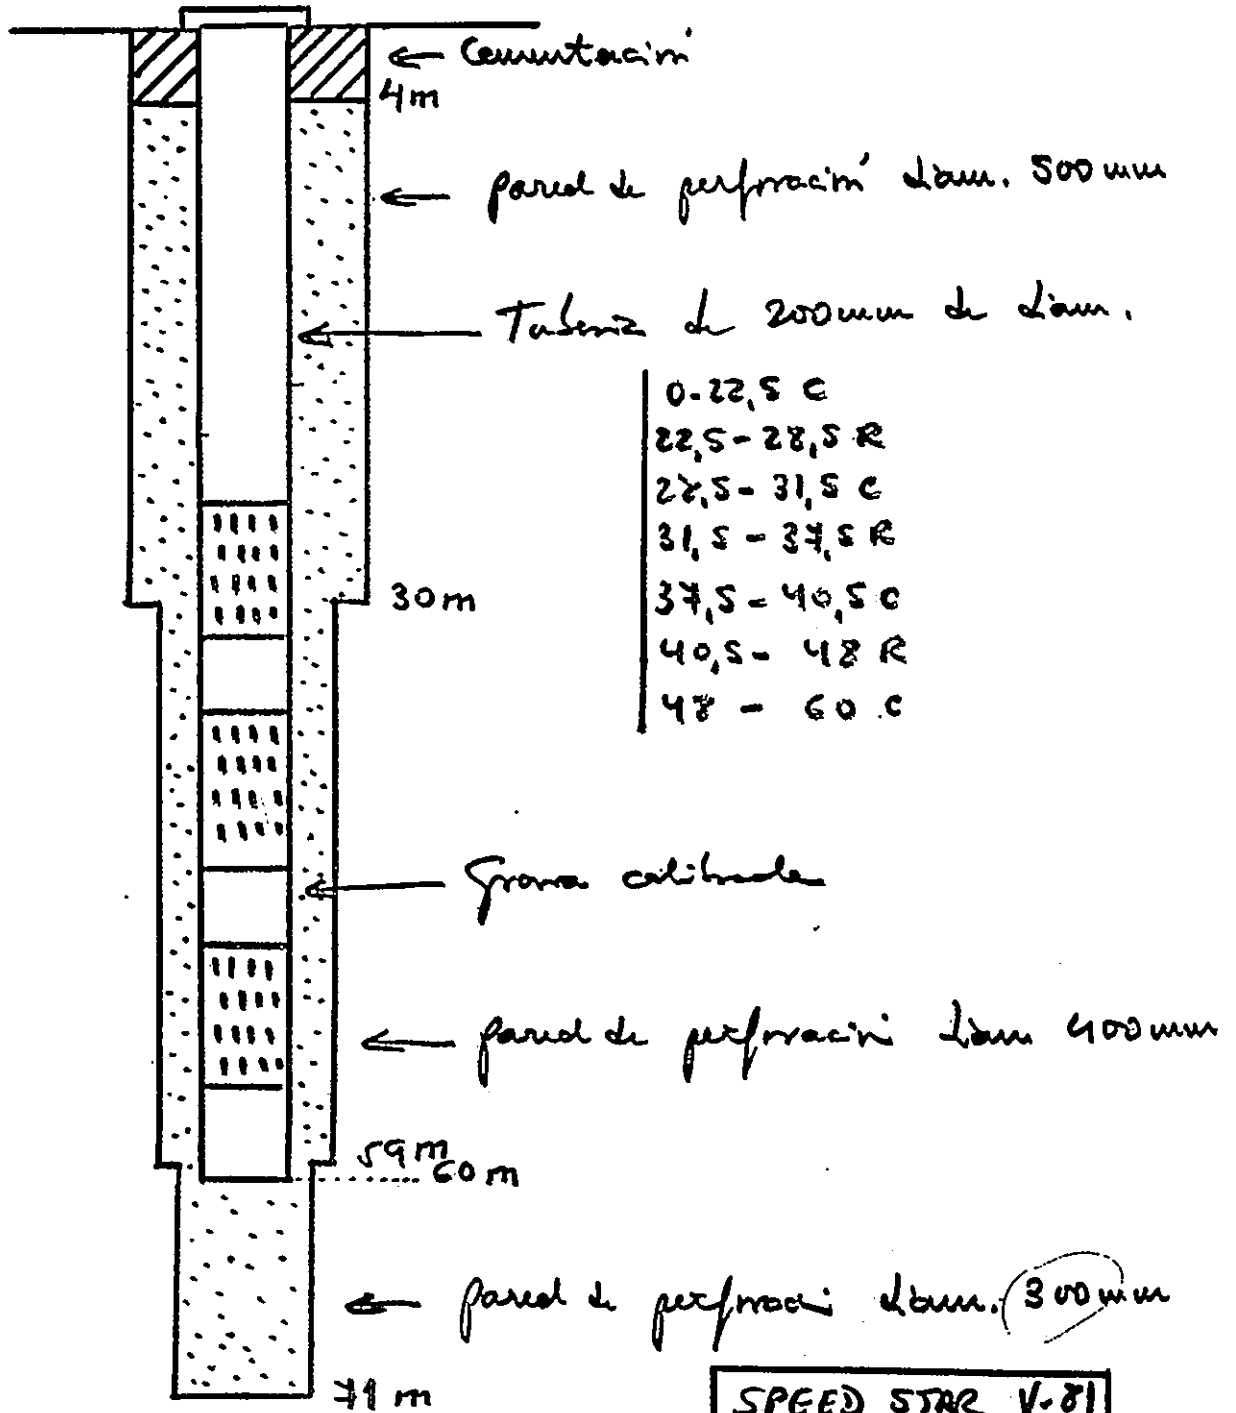 Cementación
4m
pared de perforación diam. 500 mm
Tubería de 200mm de diam.
0-22,5 C
22,5-28,5 R
28,5-31,5 C
31,5-37,5 R
37,5-40,5 C
40,5-48 R
48-60 C
30m
Grava calibrada
pared de perforación diam 400mm
59m
60m
pared de perforación diam. 300mm
71m
SPEED STAR V-81